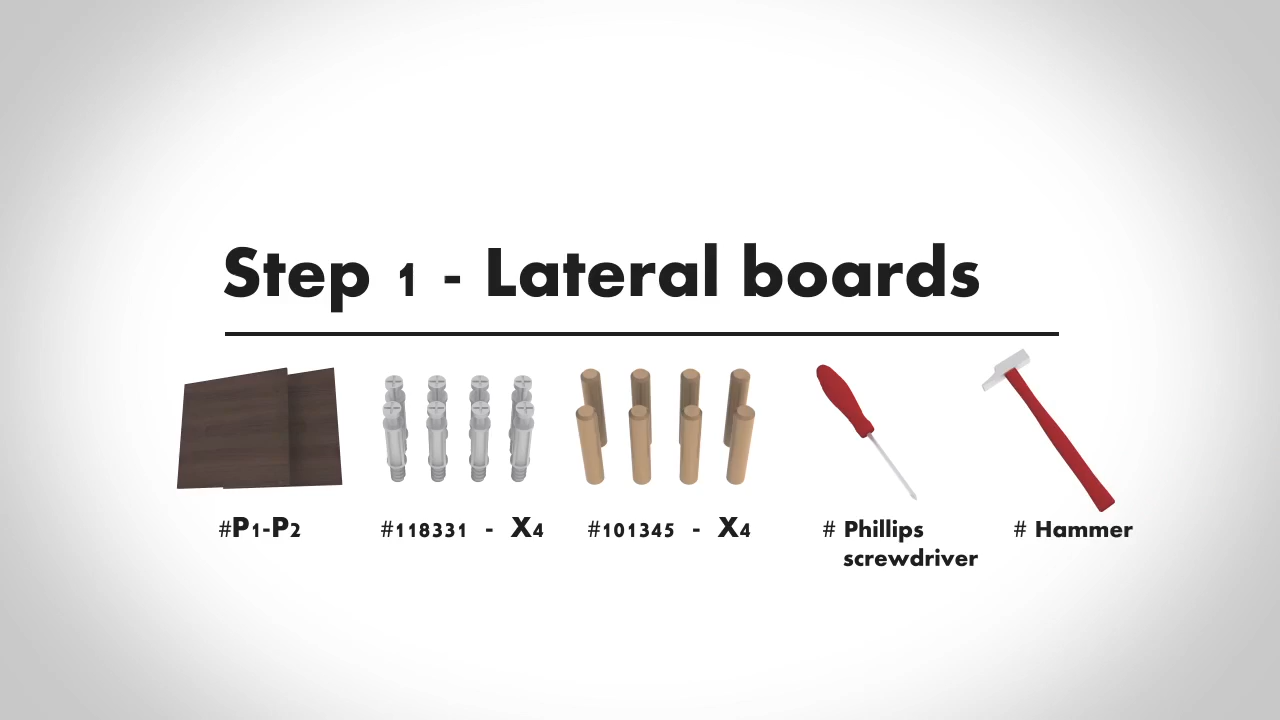 Step 1 - Lateral boards
#P1-P2
#118331 - X4
#101345 - X4
# Phillips
screwdriver
# Hammer